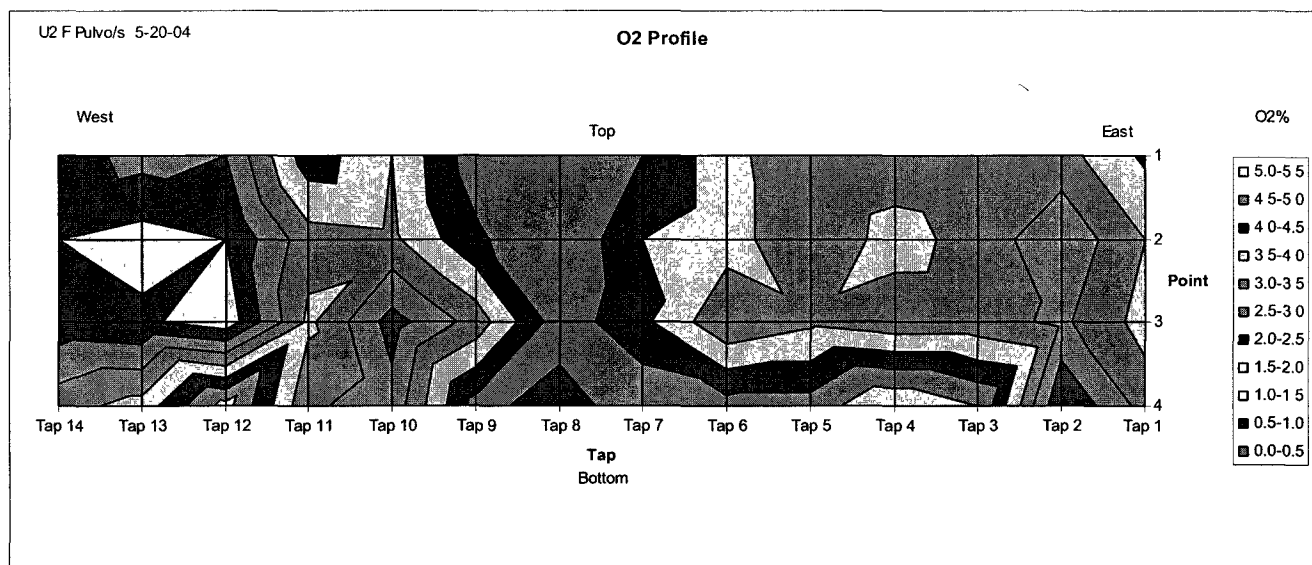 U2 F Pulvo/s 5-20-04
O2 Profile
West
Top
East
O2%
1
2
Point
3
4
5.0-5 5
4 5-5 0
4 0-4.5
3 5-4 0
3.0-3 5
2.5-3 0
2.0-2.5
1.5-2.0
1 0-1 5
0.5-1.0
0.0-0.5
Tap 14 Tap 13 Tap 12 Tap 11 Tap 10 Tap 9 Tap 8 Tap 7 Tap 6 Tap 5 Tap 4 Tap 3 Tap 2 Tap 1
Tap
Bottom